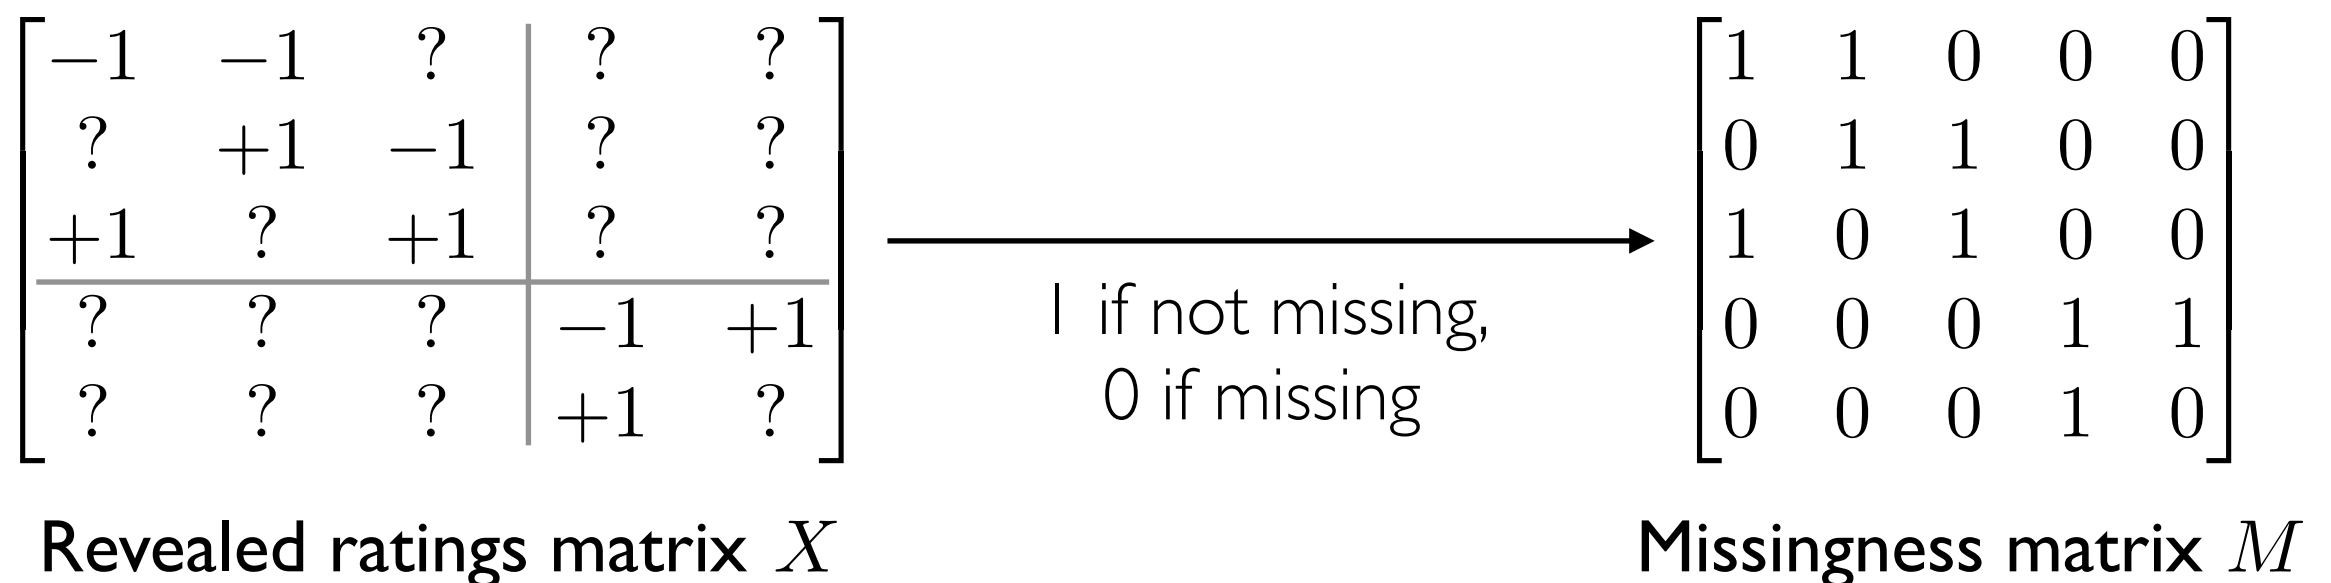 −1 −1 ? ? ?
? +1 −1 ? ?
+1 ? +1 ? ?
? ? ? −1 +1
? ? ? +1 ?
Revealed ratings matrix X
1 if not missing,
0 if missing
1 1 0 0 0
0 1 1 0 0
1 0 1 0 0
0 0 0 1 1
0 0 0 1 0
Missingness matrix M